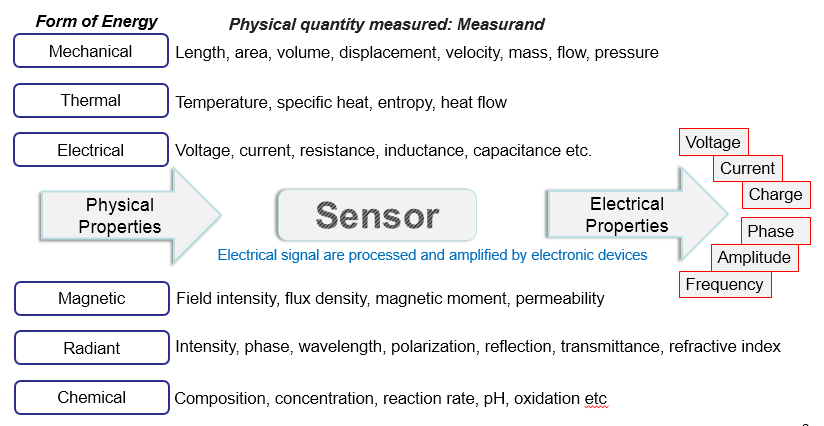 Form of Energy
Physical quantity measured: Measurand
Mechanical
Length, area, volume, displacement, velocity, mass, flow, pressure
Thermal
Temperature, specific heat, entropy, heat flow
Electrical
Voltage, current, resistance, inductance, capacitance etc.
Physical
Properties
Sensor
Electrical
Properties
Voltage
Current
Charge
Phase
Amplitude
Frequency
Electrical signal are processed and amplified by electronic devices
Magnetic
Field intensity, flux density, magnetic moment, permeability
Radiant
Intensity, phase, wavelength, polarization, reflection, transmittance, refractive index
Chemical
Composition, concentration, reaction rate, pH, oxidation etc